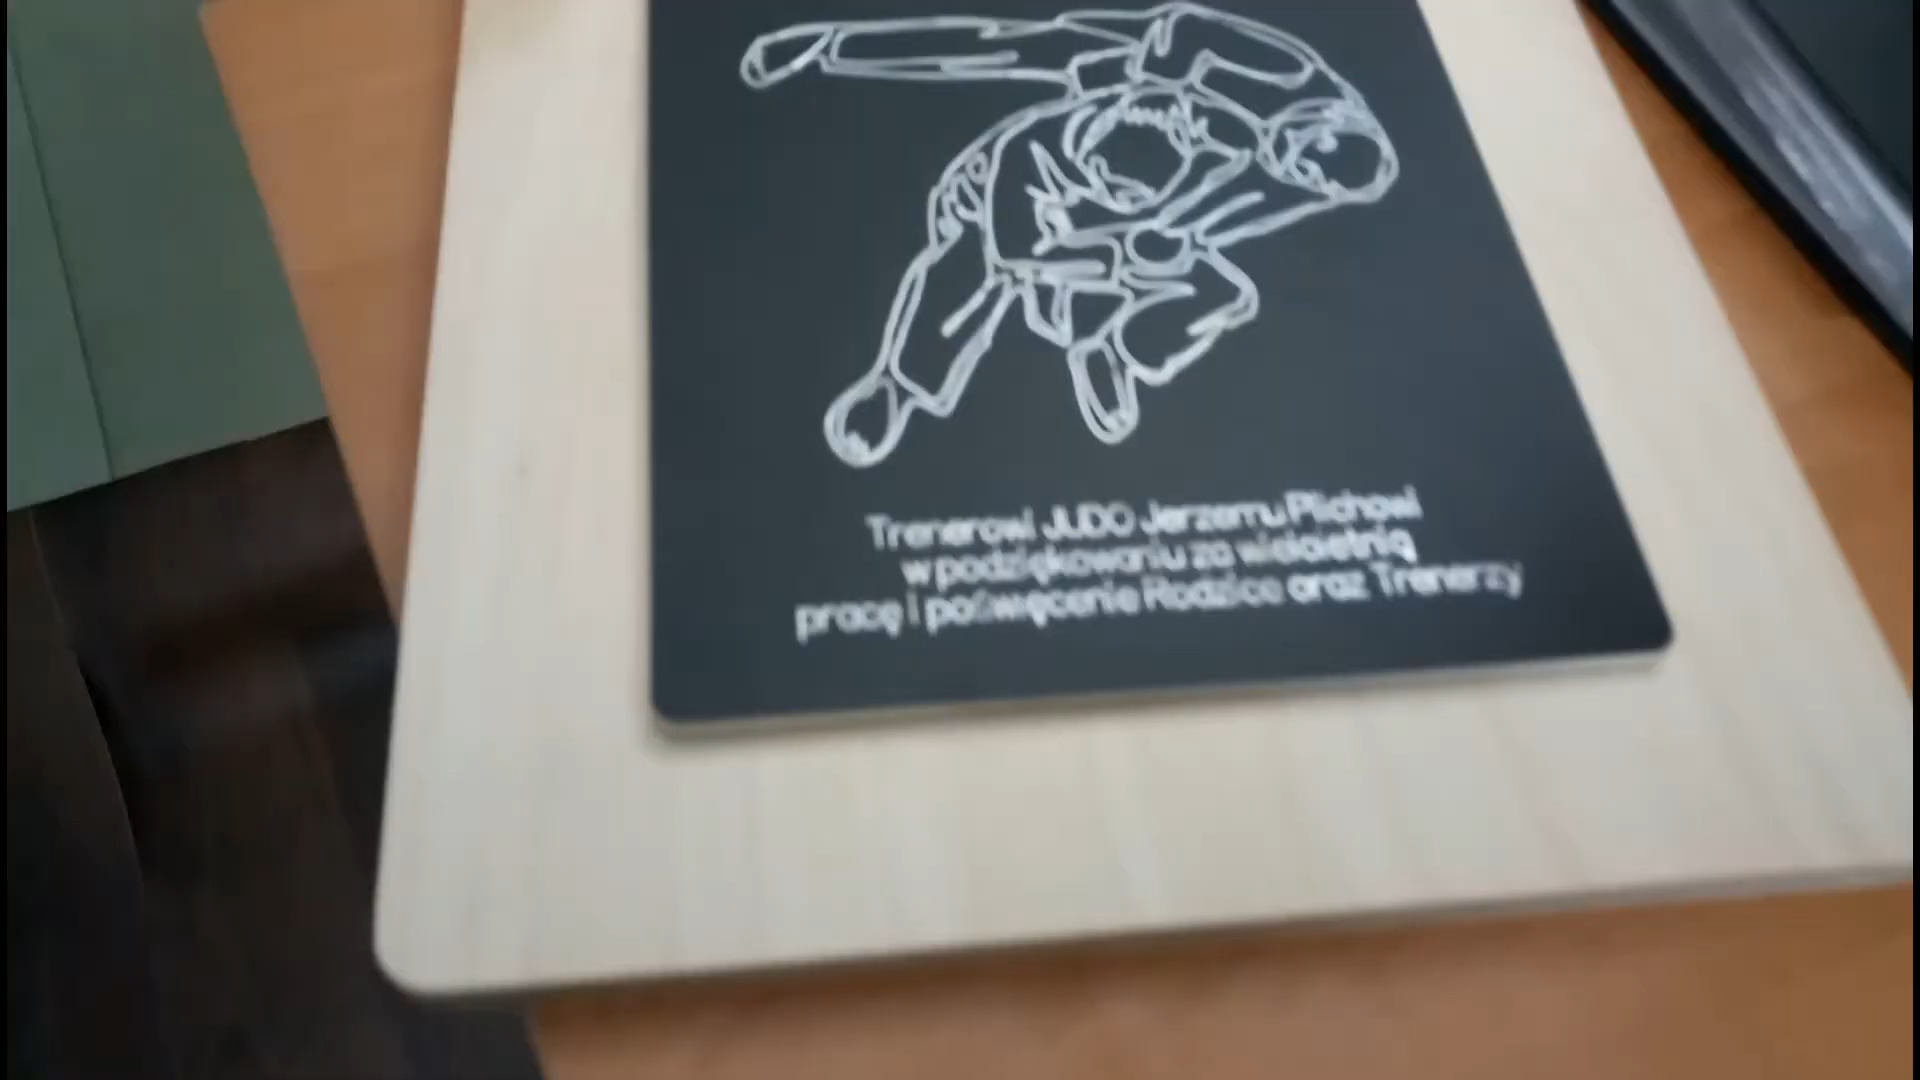 Trenerowi JUDO Jerzemu Plichowi
w podziękowaniu za wieloletnią
pracę i poświęcenie Rodzice oraz Trenerzy